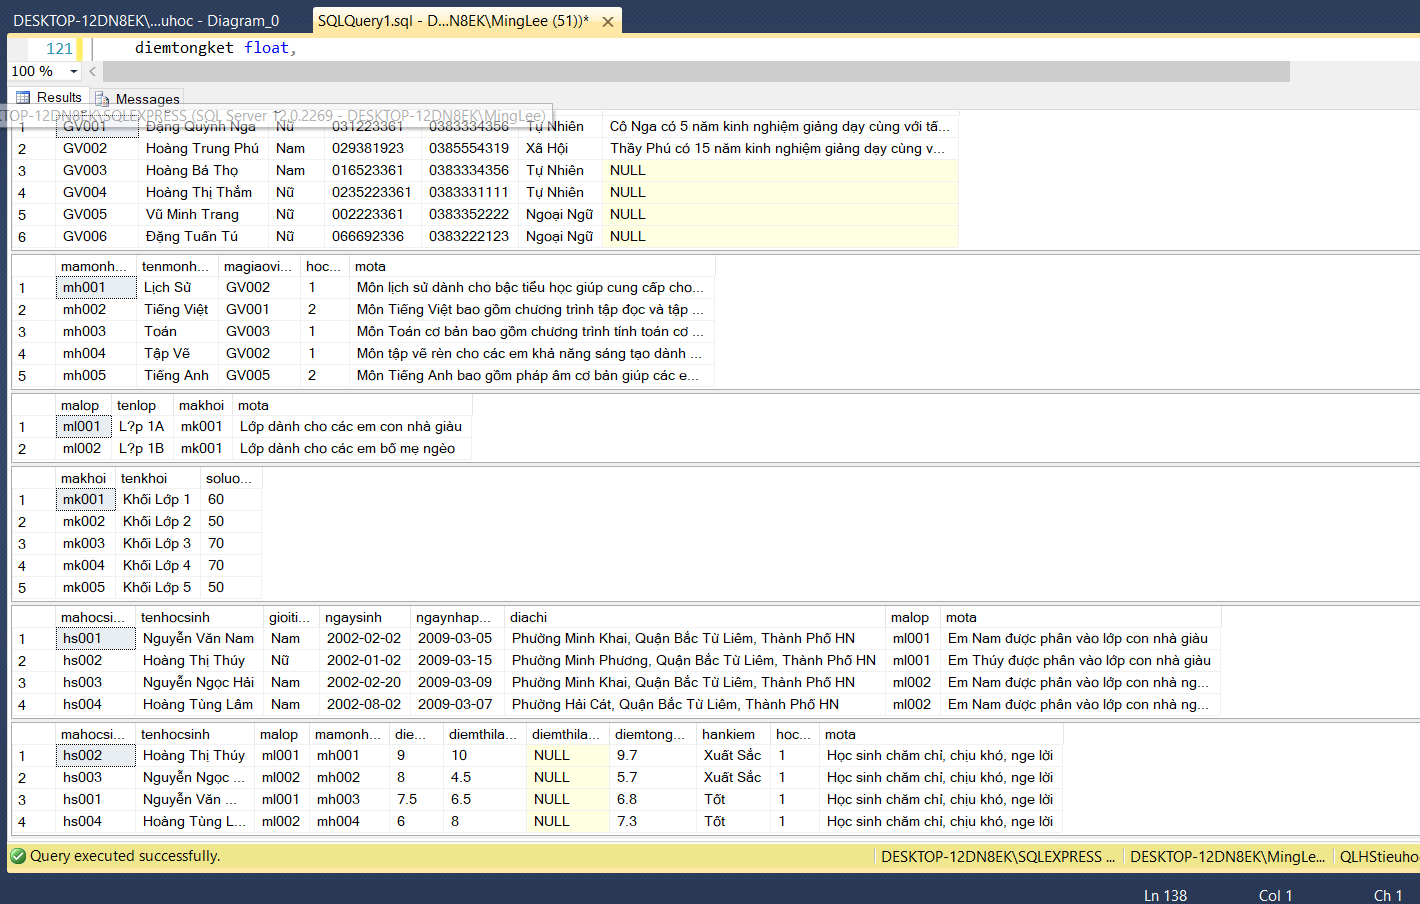 DESKTOP-12DN8EK\...uhoc - Diagram_0 SQLQuery1.sql - D...N8EK\MingLee (51))* ×
121 diemtongket float,
100 %
Results Messages
TOP-12DN8EK\SQLEXPRESS (SQL Server 12.0.2269 - DESKTOP-12DN8EK\MingLee)
1 GV001 Đặng Quỳnh Nga Nữ 031223361 0383334356 Tự Nhiên Cô Nga có 5 năm kinh nghiệm giảng dạy cùng với tấ...
2 GV002 Hoàng Trung Phú Nam 029381923 0385554319 Xã Hội Thầy Phú có 15 năm kinh nghiệm giảng dạy cùng v...
3 GV003 Hoàng Bá Thọ Nam 016523361 0383334356 Tự Nhiên NULL
4 GV004 Hoàng Thị Thắm Nữ 0235223361 0383331111 Tự Nhiên NULL
5 GV005 Vũ Minh Trang Nữ 002223361 0383352222 Ngoại Ngữ NULL
6 GV006 Đặng Tuấn Tú Nữ 066692336 0383222123 Ngoại Ngữ NULL
mamonh... tenmonh... magiaovi... hoc... mota
1 mh001 Lịch Sử GV002 1 Môn lịch sử dành cho bậc tiểu học giúp cung cấp cho...
2 mh002 Tiếng Việt GV001 2 Môn Tiếng Việt bao gồm chương trình tập đọc và tập ...
3 mh003 Toán GV003 1 Môn Toán cơ bản bao gồm chương trình tính toán cơ ...
4 mh004 Tập Vẽ GV002 1 Môn tập vẽ rèn cho các em khả năng sáng tạo dành ...
5 mh005 Tiếng Anh GV005 2 Môn Tiếng Anh bao gồm pháp âm cơ bản giúp các e...
malop tenlop makhoi mota
1 ml001 L?p 1A mk001 Lớp dành cho các em con nhà giàu
2 ml002 L?p 1B mk001 Lớp dành cho các em bố mẹ ngèo
makhoi tenkhoi soluo...
1 mk001 Khối Lớp 1 60
2 mk002 Khối Lớp 2 50
3 mk003 Khối Lớp 3 70
4 mk004 Khối Lớp 4 70
5 mk005 Khối Lớp 5 50
mahocsi... tenhocsinh gioiti... ngaysinh ngaynhap... diachi malop mota
1 hs001 Nguyễn Văn Nam Nam 2002-02-02 2009-03-05 Phường Minh Khai, Quận Bắc Từ Liêm, Thành Phố HN ml001 Em Nam được phân vào lớp con nhà giàu
2 hs002 Hoàng Thị Thúy Nữ 2002-01-02 2009-03-15 Phường Minh Phương, Quận Bắc Từ Liêm, Thành Phố HN ml001 Em Thúy được phân vào lớp con nhà giàu
3 hs003 Nguyễn Ngọc Hải Nam 2002-02-20 2009-03-09 Phường Minh Khai, Quận Bắc Từ Liêm, Thành Phố HN ml002 Em Nam được phân vào lớp con nhà ng...
4 hs004 Hoàng Tùng Lâm Nam 2002-08-02 2009-03-07 Phường Hải Cát, Quận Bắc Từ Liêm, Thành Phố HN ml002 Em Nam được phân vào lớp con nhà ng...
mahocsi... tenhocsinh malop mamonh... die... diemthila... diemthila... diemtong... hankiem hoc... mota
1 hs002 Hoàng Thị Thúy ml001 mh001 9 10 NULL 9.7 Xuất Sắc 1 Học sinh chăm chỉ, chịu khó, nge lời
2 hs003 Nguyễn Ngọc ... ml002 mh002 8 4.5 NULL 5.7 Xuất Sắc 1 Học sinh chăm chỉ, chịu khó, nge lời
3 hs001 Nguyễn Văn ... ml001 mh003 7.5 6.5 NULL 6.8 Tốt 1 Học sinh chăm chỉ, chịu khó, nge lời
4 hs004 Hoàng Tùng L... ml002 mh004 6 8 NULL 7.3 Tốt 1 Học sinh chăm chỉ, chịu khó, nge lời
Query executed successfully. DESKTOP-12DN8EK\SQLEXPRESS ... DESKTOP-12DN8EK\MingLe... QLHStieuho
Ln 138 Col 1 Ch 1